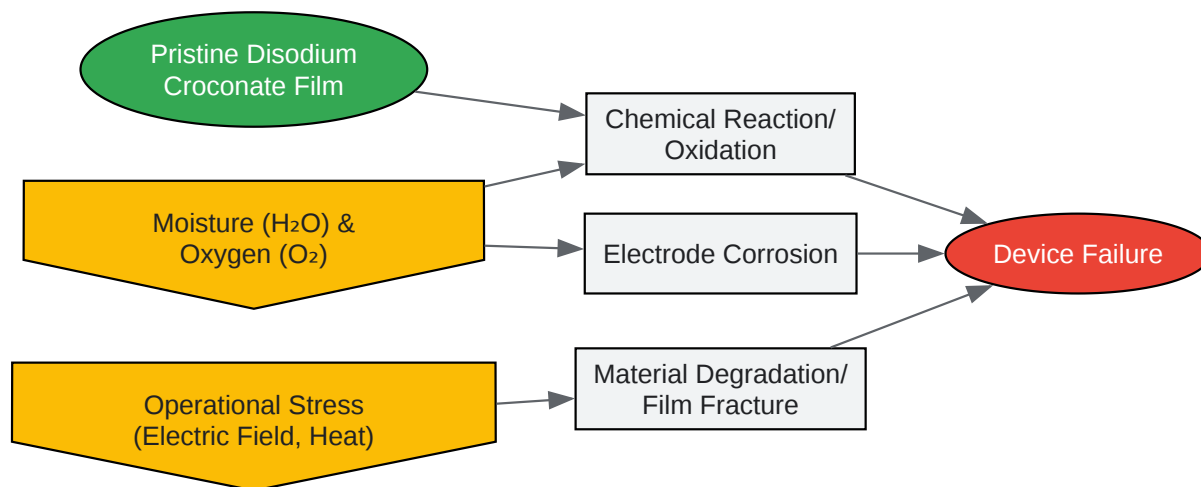 Pristine Disodium
Croconate Film
Chemical Reaction/
Oxidation
Moisture (H₂O) &
Oxygen (O₂)
Electrode Corrosion
Device Failure
Operational Stress
(Electric Field, Heat)
Material Degradation/
Film Fracture